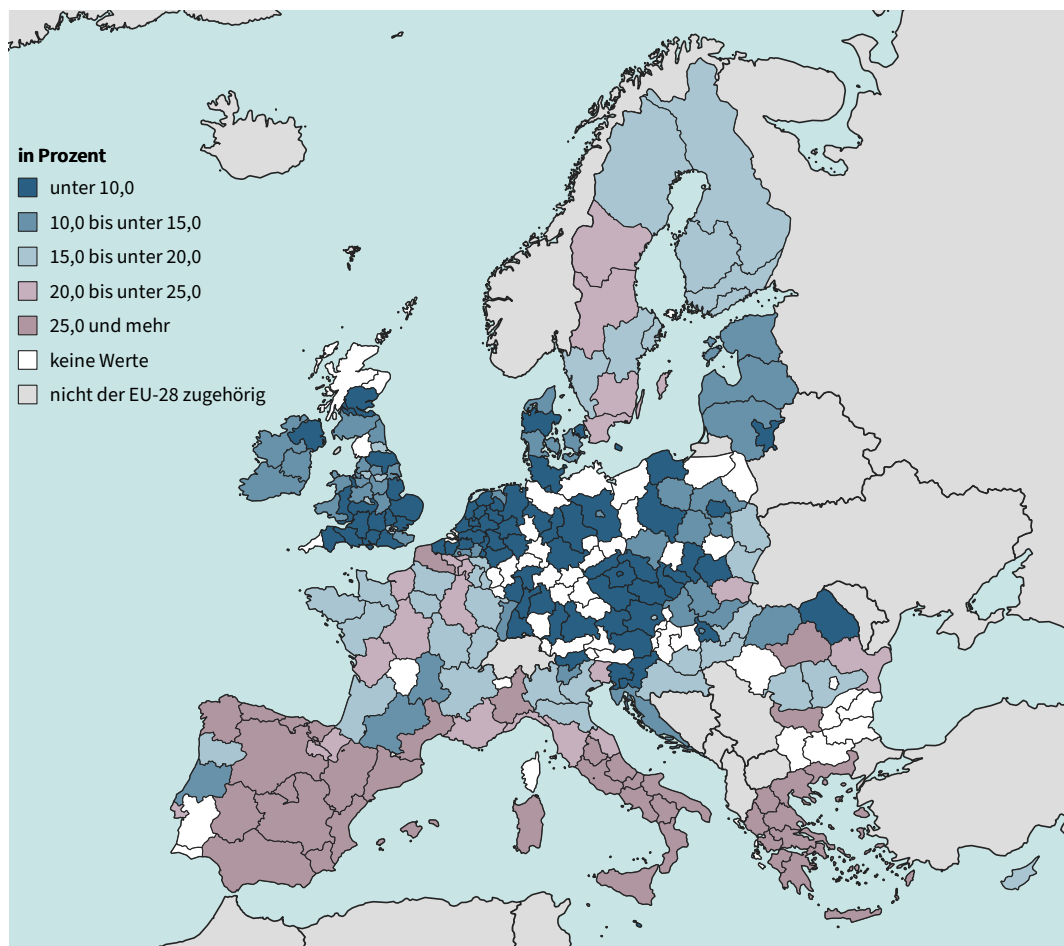 in Prozent
unter 10,0
10,0 bis unter 15,0
15,0 bis unter 20,0
20,0 bis unter 25,0
25,0 und mehr
keine Werte
nicht der EU-28 zugehörig